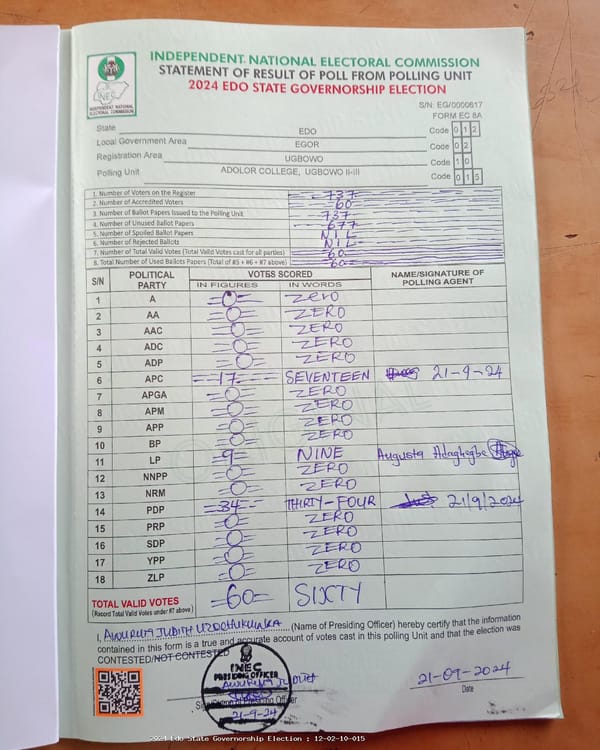 INDEPENDENT NATIONAL ELECTORAL COMMISSION
STATEMENT OF RESULT OF POLL FROM POLLING UNIT
2024 EDO STATE GOVERNORSHIP ELECTION
INEC
INDEPENDENT NATIONAL ELECTORAL COMMISSION
S/N: EG/0000617
FORM EC 8A
State EDO Code 0 1 2
Local Government Area EGOR Code 0 2
Registration Area UGBOWO Code 1 0
Polling Unit ADOLOR COLLEGE, UGBOWO II-III Code 0 1 5
1. Number of Voters on the Register 737
2. Number of Accredited Voters 60
3. Number of Ballot Papers Issued to the Polling Unit 737
4. Number of Unused Ballot Papers 677
5. Number of Spoiled Ballot Papers NIL
6. Number of Rejected Ballots NIL
7. Number of Total Valid Votes (Total Valid Votes cast for all parties) 60
8. Total Number of Used Ballots Papers (Total of #5 + #6 + #7 above) 60
S/N POLITICAL PARTY VOTES SCORED NAME/SIGNATURE OF POLLING AGENT
IN FIGURES IN WORDS
1 A =0= Zero
2 AA =0= ZERO
3 AAC =0= ZERO
4 ADC =0= ZERO
5 ADP =0= ZERO
6 APC =17= SEVENTEEN 21-9-24
7 APGA =0= ZERO
8 APM =0= ZERO
9 APP =0= ZERO
10 BP =0= ZERO
11 LP =9= NINE Augusta Adaghegbe
12 NNPP =0= ZERO
13 NRM =0= ZERO
14 PDP =34= THIRTY-FOUR 21/9/2024
15 PRP =0= ZERO
16 SDP =0= ZERO
17 YPP =0= ZERO
18 ZLP =0= ZERO
TOTAL VALID VOTES =60= SIXTY
(Record Total Valid Votes under #7 above)
I, JUDITH (Name of Presiding Officer) hereby certify that the information
contained in this form is a true and accurate account of votes cast in this polling Unit and that the election was
CONTESTED/NOT CONTESTED
INEC
PRESIDING OFFICER
JUDITH
21-9-24
21-09-2024
Date
2024 Edo State Governorship Election : 12-02-10-015